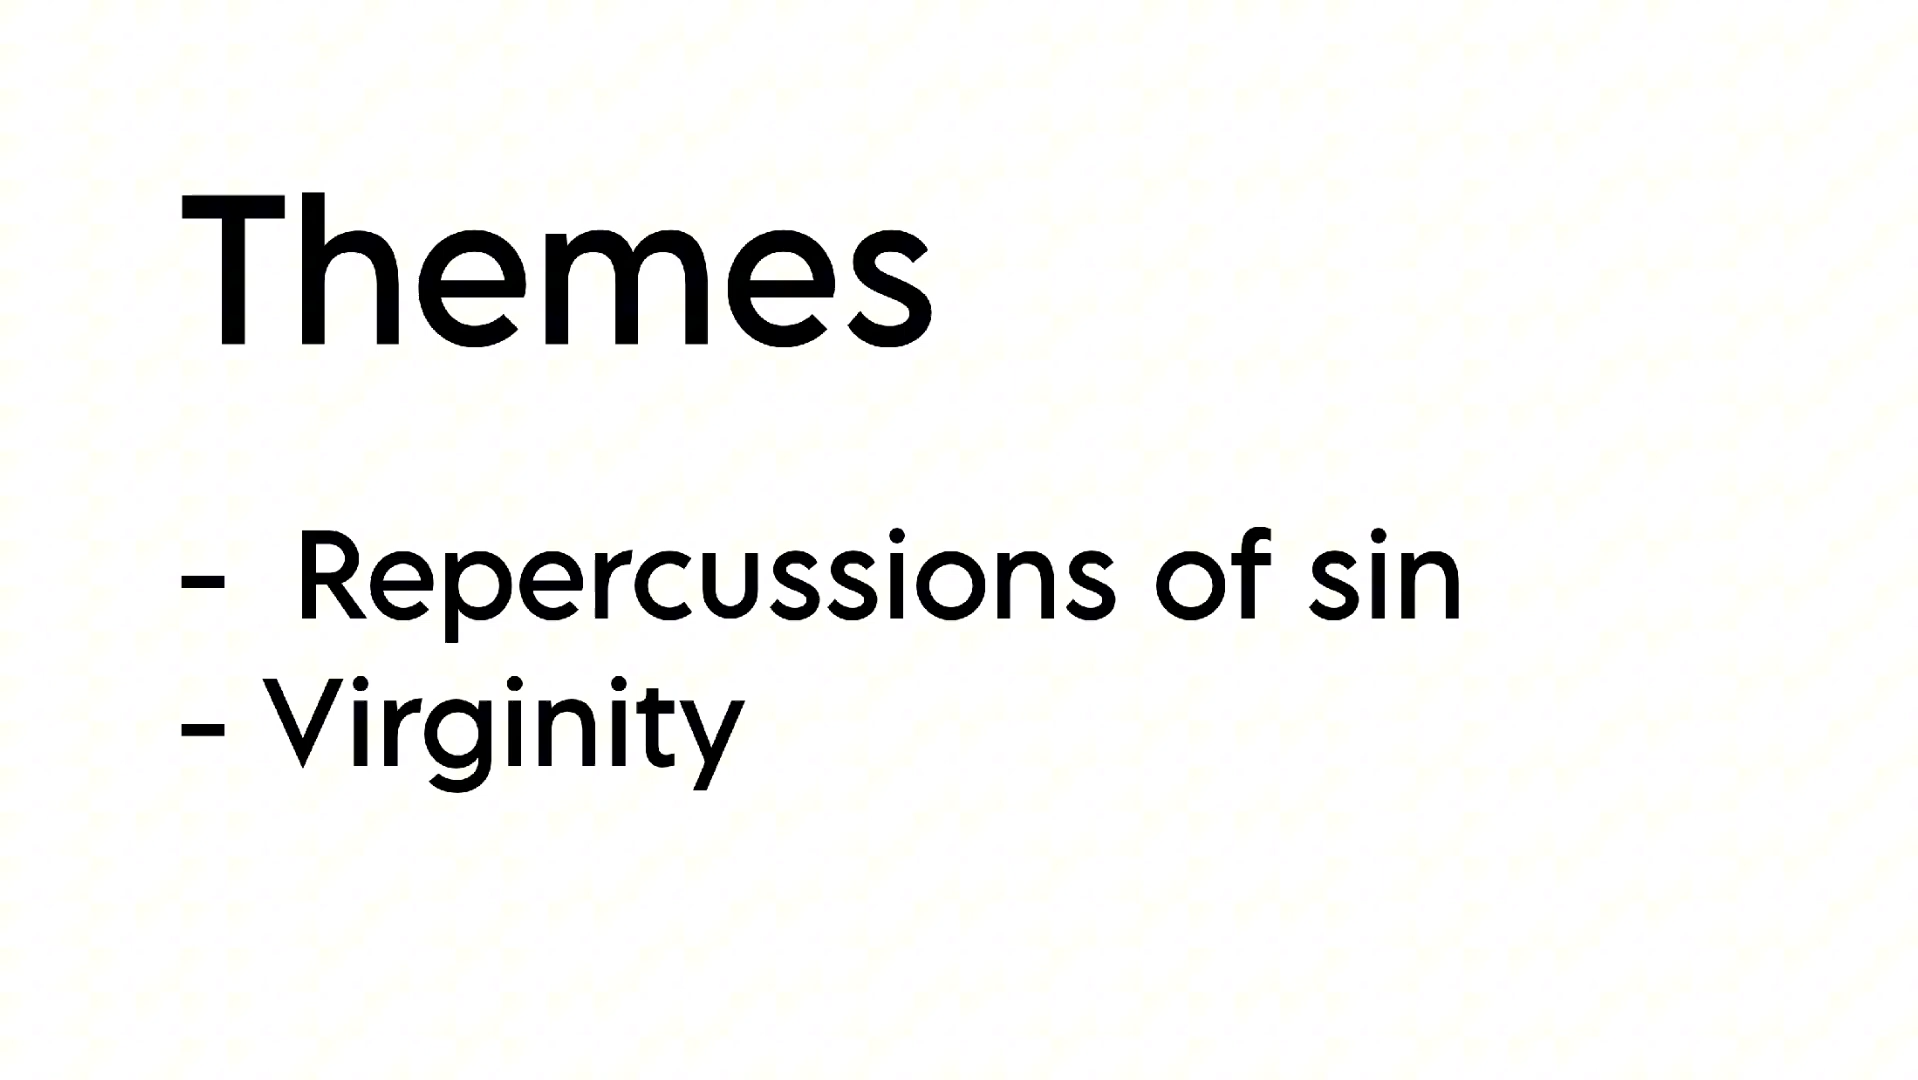 Themes
- Repercussions of sin
- Virginity